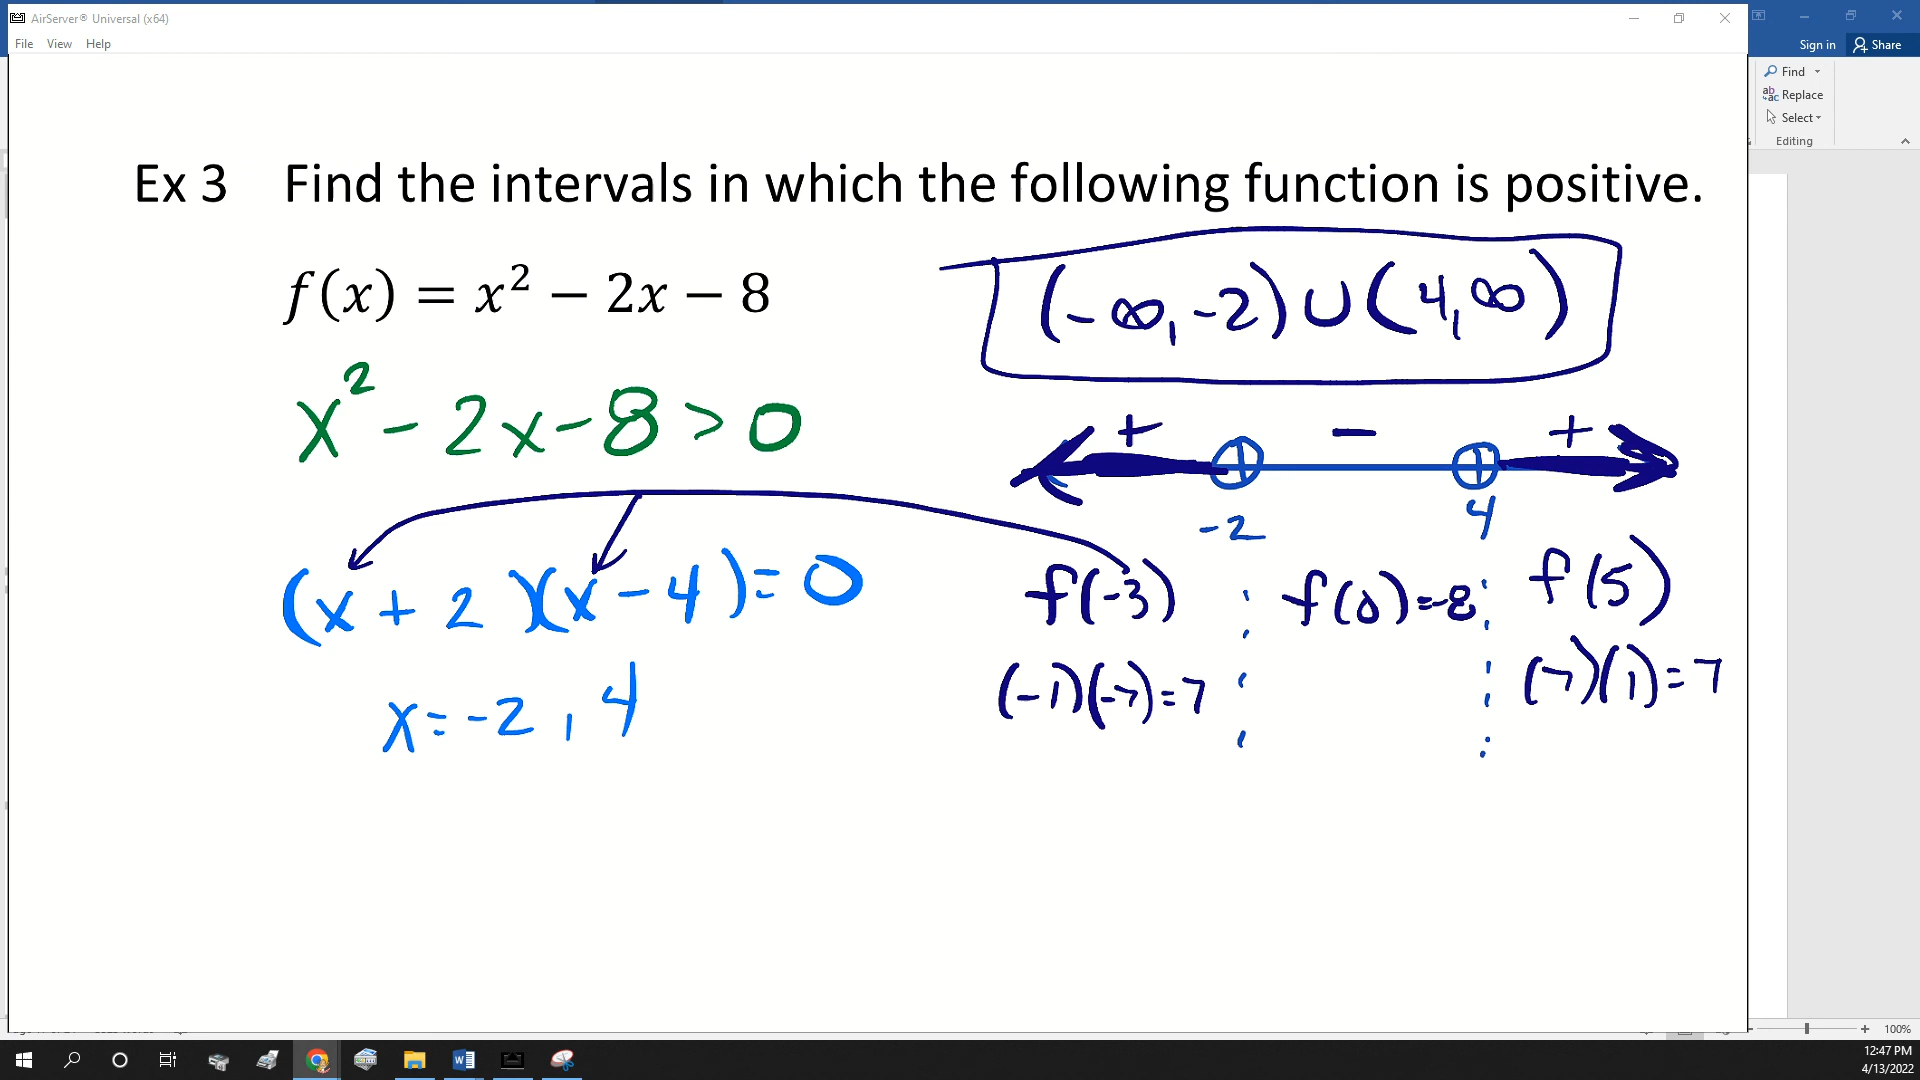 AirServer® Universal (x64)
File View Help
Sign in Share
Find
Replace
Select
Editing
Ex 3 Find the intervals in which the following function is positive.
f(x) = x² − 2x − 8
(-∞,-2)∪(4,∞)
x² - 2x - 8 > 0
+ - +
-2 4
(x + 2)(x - 4) = 0
f(-3) f(0)=-8 f(5)
(-1)(-7)=7 (7)(1)=7
x = -2, 4
100%
12:47 PM
4/13/2022